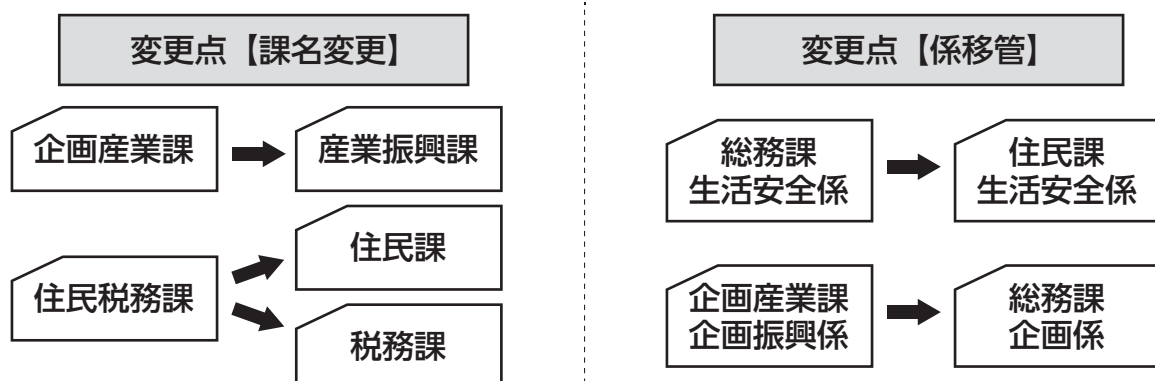 変更点【課名変更】
企画産業課
産業振興課
住民税務課
住民課
税務課
変更点【係移管】
総務課
生活安全係
住民課
生活安全係
企画産業課
企画振興係
総務課
企画係